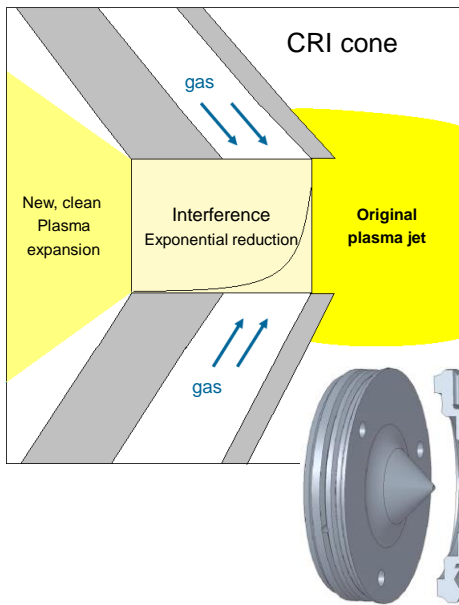 CRI cone
gas
New, clean
Plasma
expansion
Interference
Exponential reduction
Original
plasma jet
gas